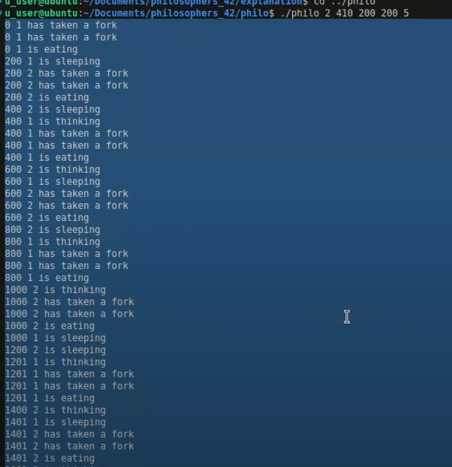 u_user@ubuntu:~/Documents/philosophers_42/explanation$ cd ../philo
u_user@ubuntu:~/Documents/philosophers_42/philo$ ./philo 2 410 200 200 5
0 1 has taken a fork
0 1 has taken a fork
0 1 is eating
200 1 is sleeping
200 2 has taken a fork
200 2 has taken a fork
200 2 is eating
400 2 is sleeping
400 1 is thinking
400 1 has taken a fork
400 1 has taken a fork
400 1 is eating
600 2 is thinking
600 1 is sleeping
600 2 has taken a fork
600 2 has taken a fork
600 2 is eating
800 2 is sleeping
800 1 is thinking
800 1 has taken a fork
800 1 has taken a fork
800 1 is eating
1000 2 is thinking
1000 2 has taken a fork
1000 2 has taken a fork
1000 2 is eating
1000 1 is sleeping
1200 2 is sleeping
1201 1 is thinking
1201 1 has taken a fork
1201 1 has taken a fork
1201 1 is eating
1400 2 is thinking
1401 1 is sleeping
1401 2 has taken a fork
1401 2 has taken a fork
1401 2 is eating